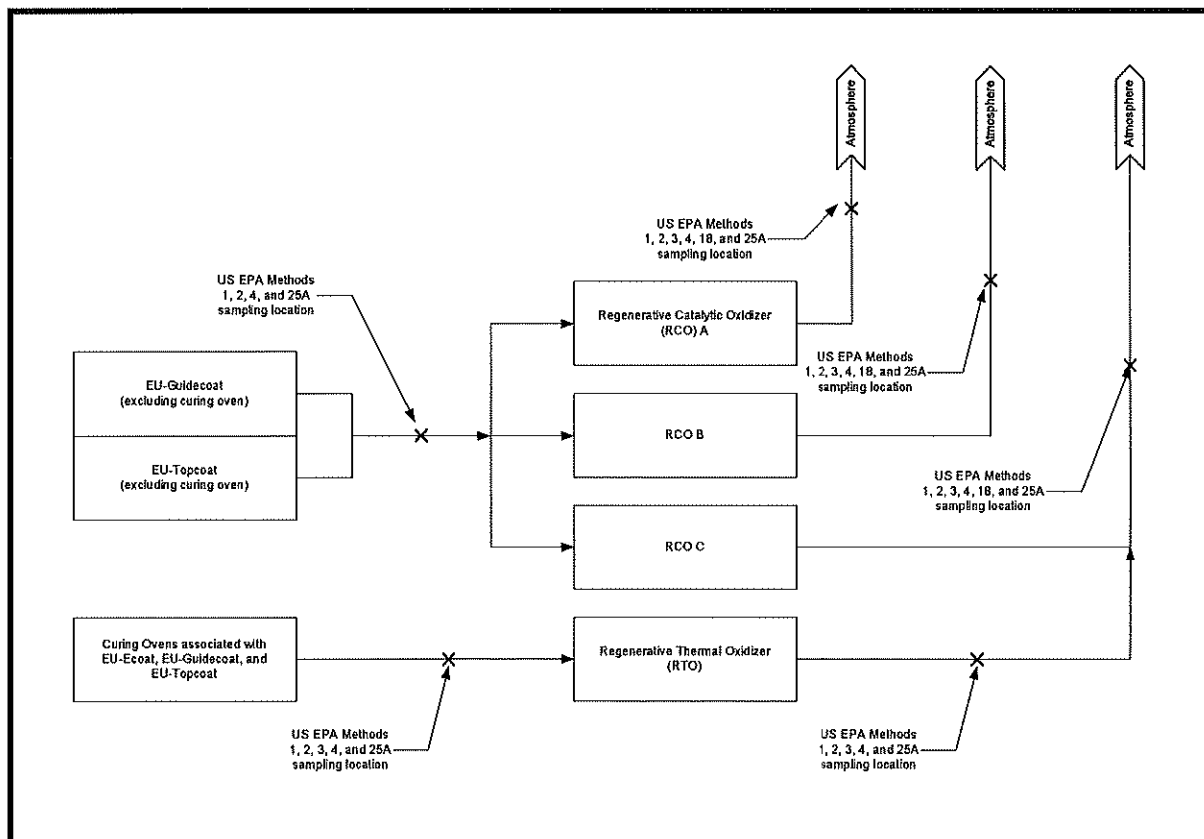 Atmosphere
Atmosphere
Atmosphere
US EPA Methods
1, 2, 3, 4, 18, and 25A
sampling location
US EPA Methods
1, 2, 4, and 25A
sampling location
Regenerative Catalytic Oxidizer
(RCO) A
US EPA Methods
1, 2, 3, 4, 18, and 25A
sampling location
EU-Guidecoat
(excluding curing oven)
RCO B
EU-Topcoat
(excluding curing oven)
US EPA Methods
1, 2, 3, 4, 18, and 25A
sampling location
RCO C
Curing Ovens associated with
EU-Ecoat, EU-Guidecoat, and
EU-Topcoat
Regenerative Thermal Oxidizer
(RTO)
US EPA Methods
1, 2, 3, 4, and 25A
sampling location
US EPA Methods
1, 2, 3, 4, and 25A
sampling location